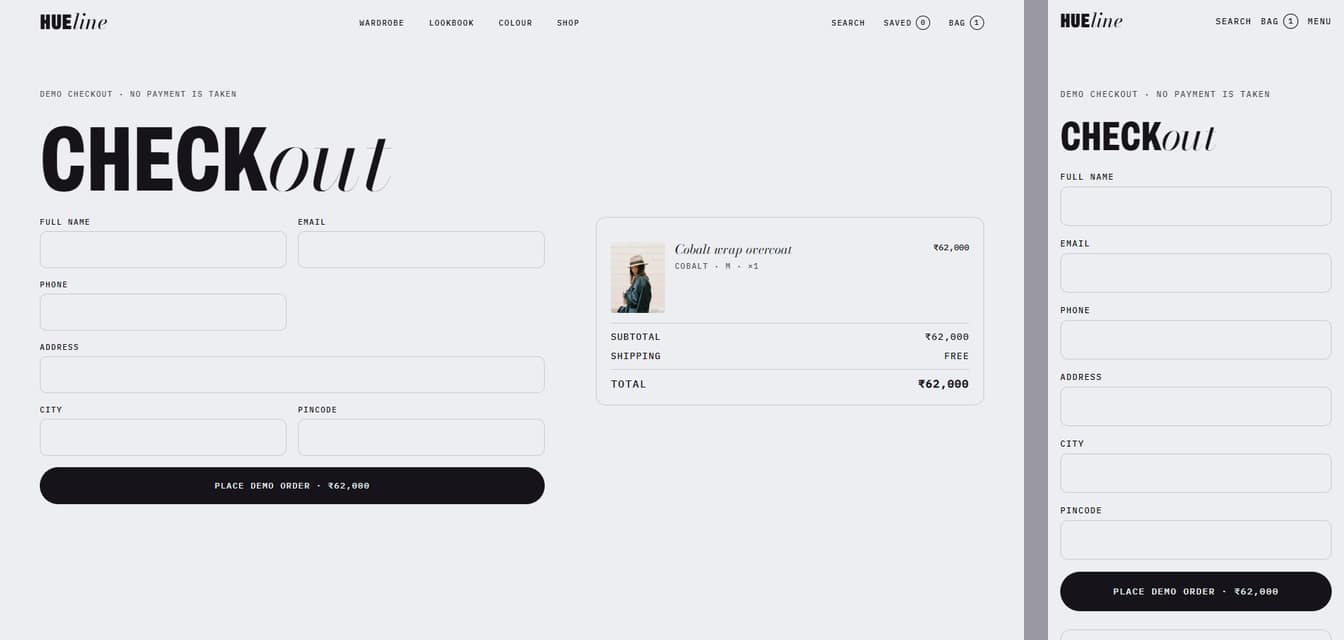 HUEline
WARDROBE LOOKBOOK COLOUR SHOP
SEARCH SAVED 0 BAG 1
DEMO CHECKOUT · NO PAYMENT IS TAKEN
CHECKout
FULL NAME EMAIL
PHONE
ADDRESS
CITY PINCODE
PLACE DEMO ORDER · ₹62,000
Cobalt wrap overcoat ₹62,000
COBALT · M · ×1
SUBTOTAL ₹62,000
SHIPPING FREE
TOTAL ₹62,000
HUEline
SEARCH BAG 1 MENU
DEMO CHECKOUT · NO PAYMENT IS TAKEN
CHECKout
FULL NAME
EMAIL
PHONE
ADDRESS
CITY
PINCODE
PLACE DEMO ORDER · ₹62,000